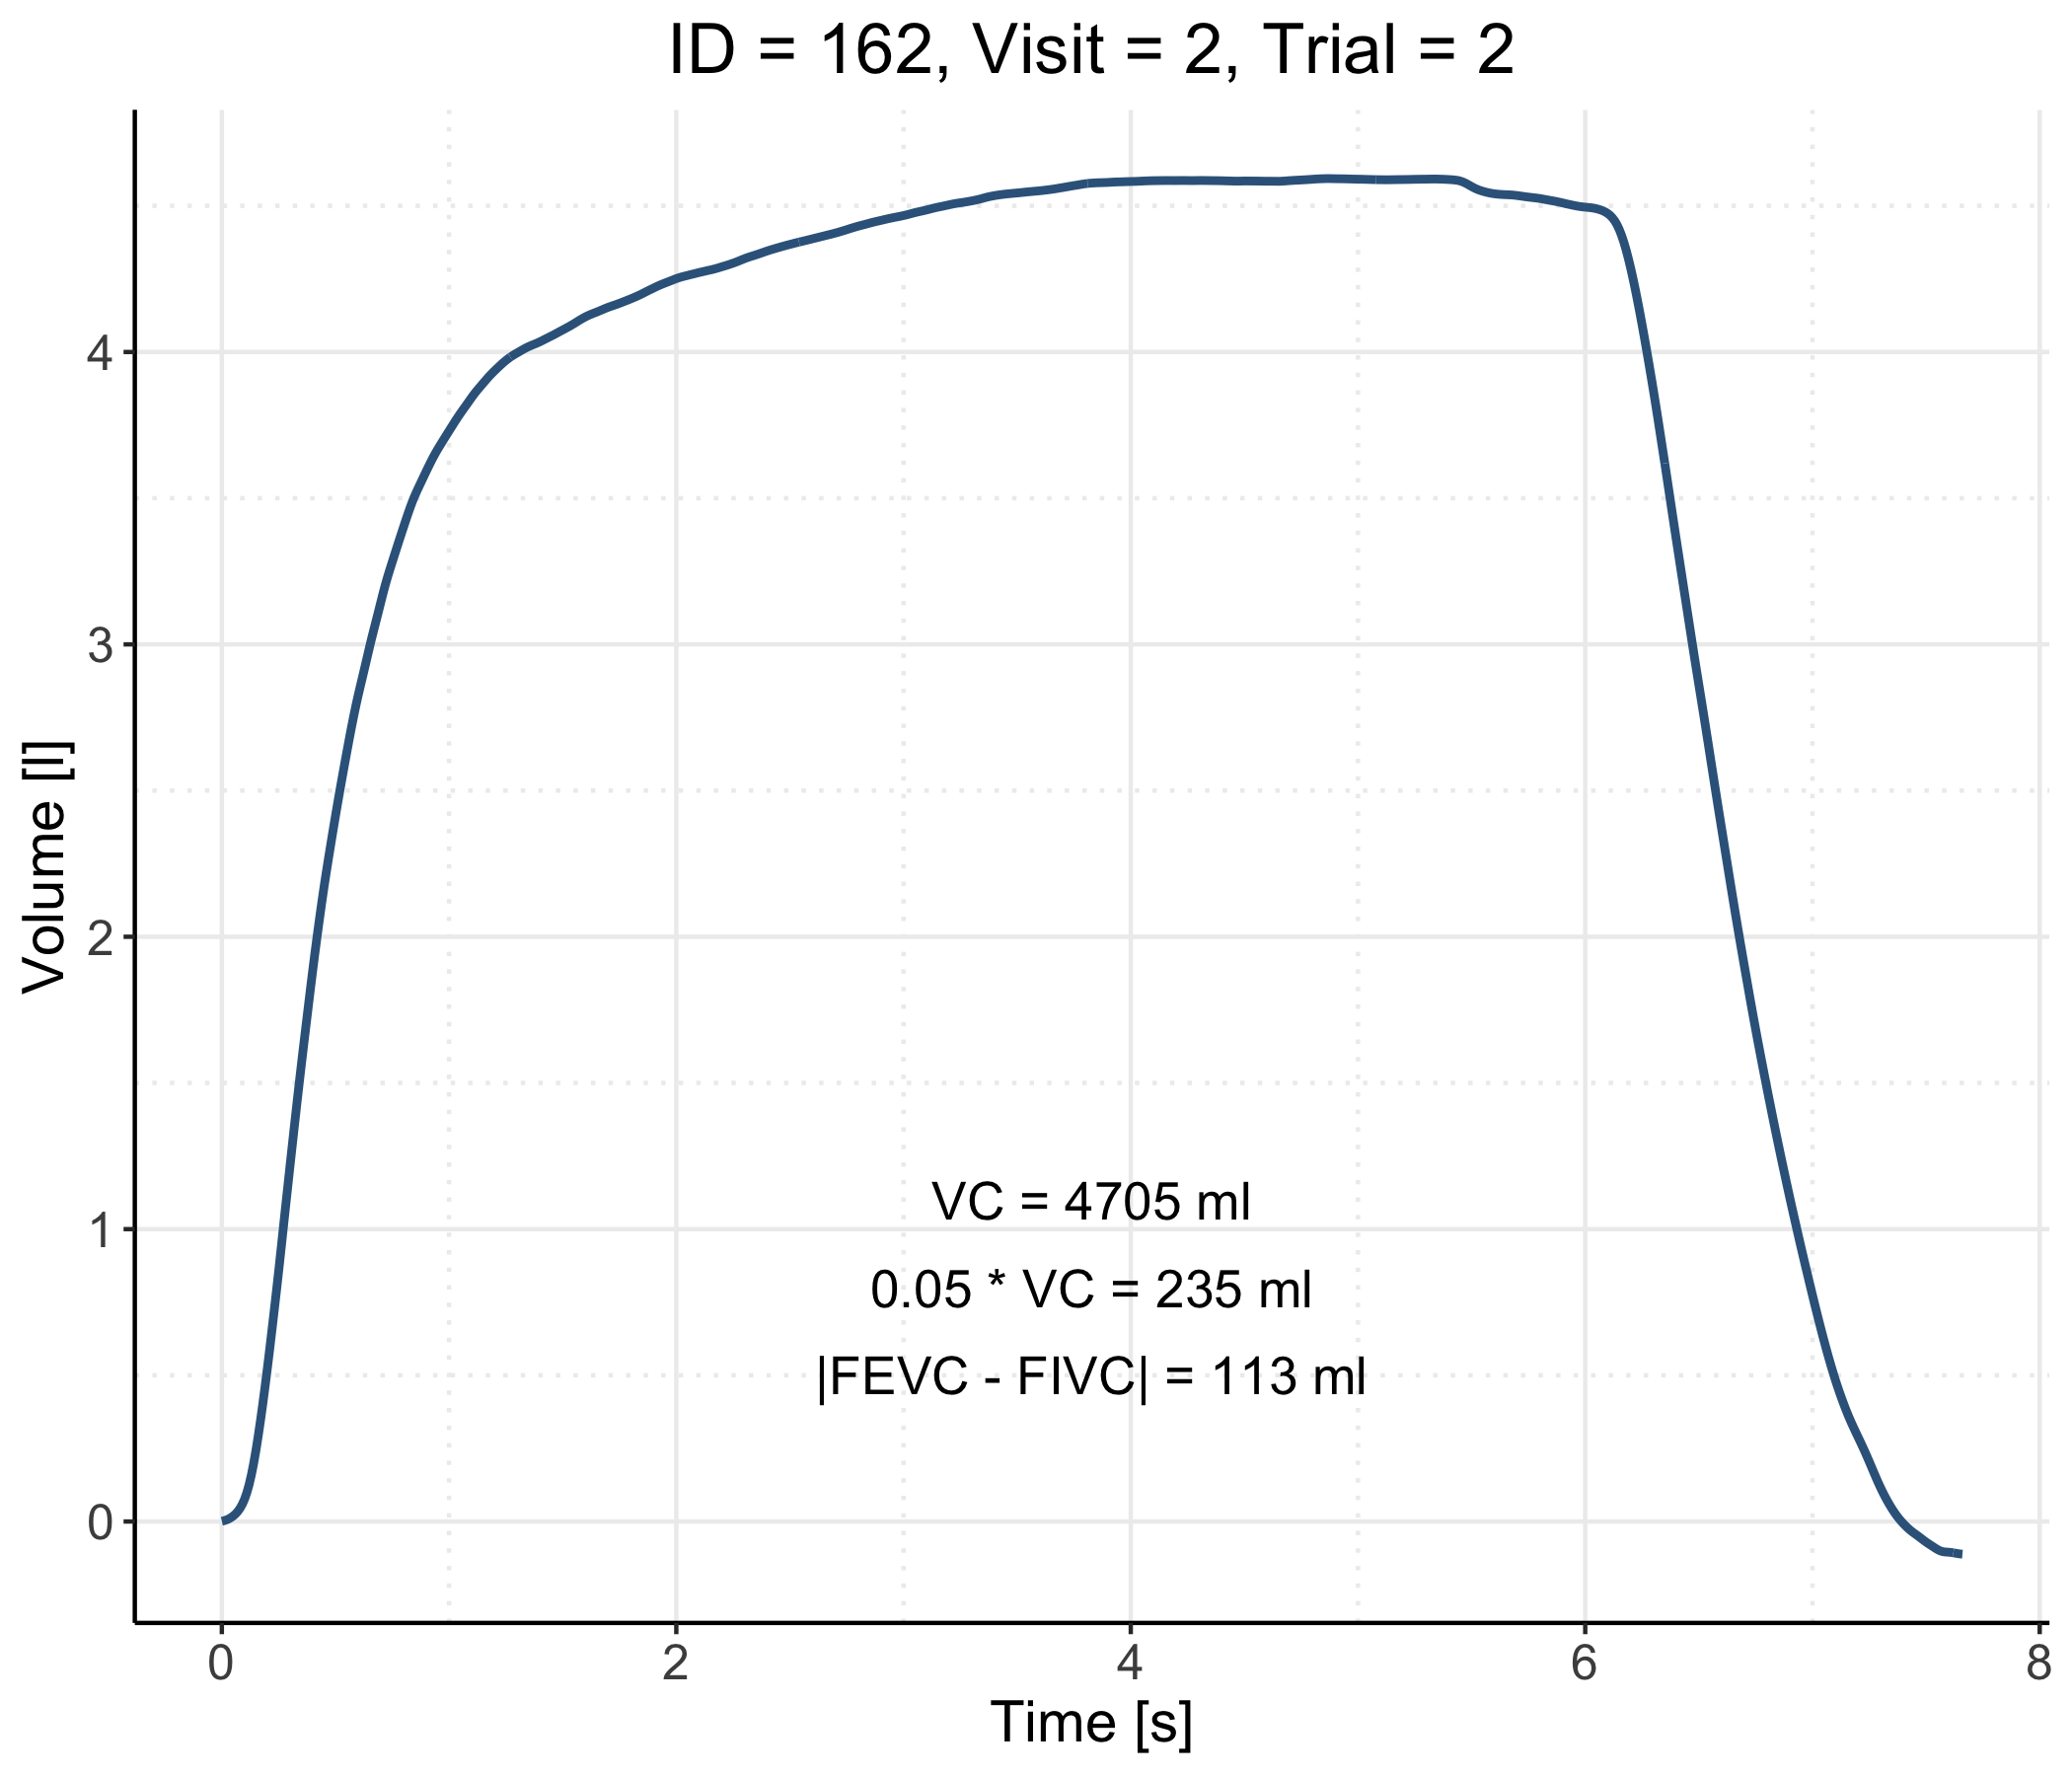 ID = 162, Visit = 2, Trial = 2
Volume [l]
4
3
2
1
0
VC = 4705 ml
0.05 * VC = 235 ml
|FEVC - FIVC| = 113 ml
0 2 4 6 8
Time [s]